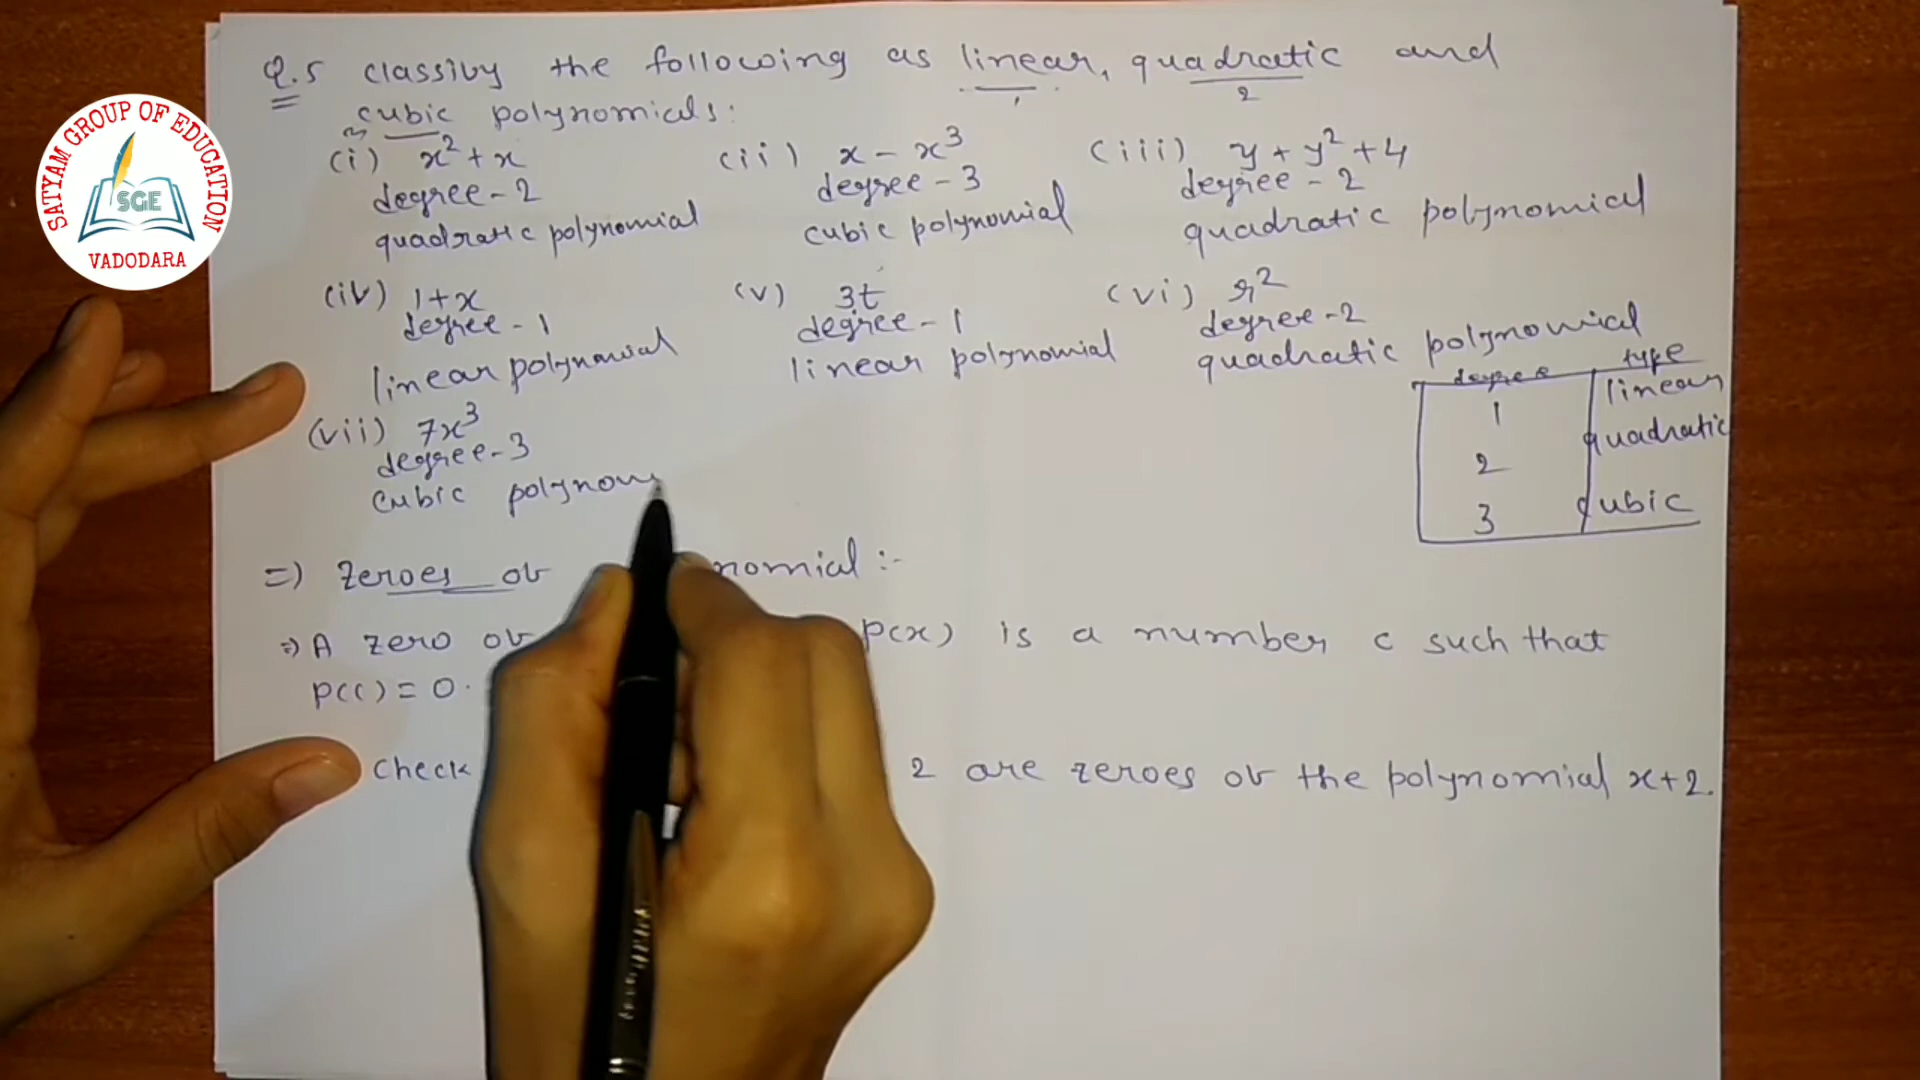 SATYAM GROUP OF EDUCATION
SGE
VADODARA
Q.5 classify the following as linear, quadratic and
1 2
cubic polynomials:
3
(i) x²+x (ii) x-x³ (iii) y+y²+4
degree-2 degree-3 degree-2
quadratic polynomial cubic polynomial quadratic polynomial
(iv) 1+x (v) 3t (vi) r²
degree-1 degree-1 degree-2
linear polynomial linear polynomial quadratic polynomial
(vii) 7x³
degree-3
cubic polynom
degree type
1 linear
2 quadratic
3 cubic
⇒ Zeroes of nomial :-
⇒ A zero of p(x) is a number c such that
p(c)=0.
check 2 are zeroes of the polynomial x+2.